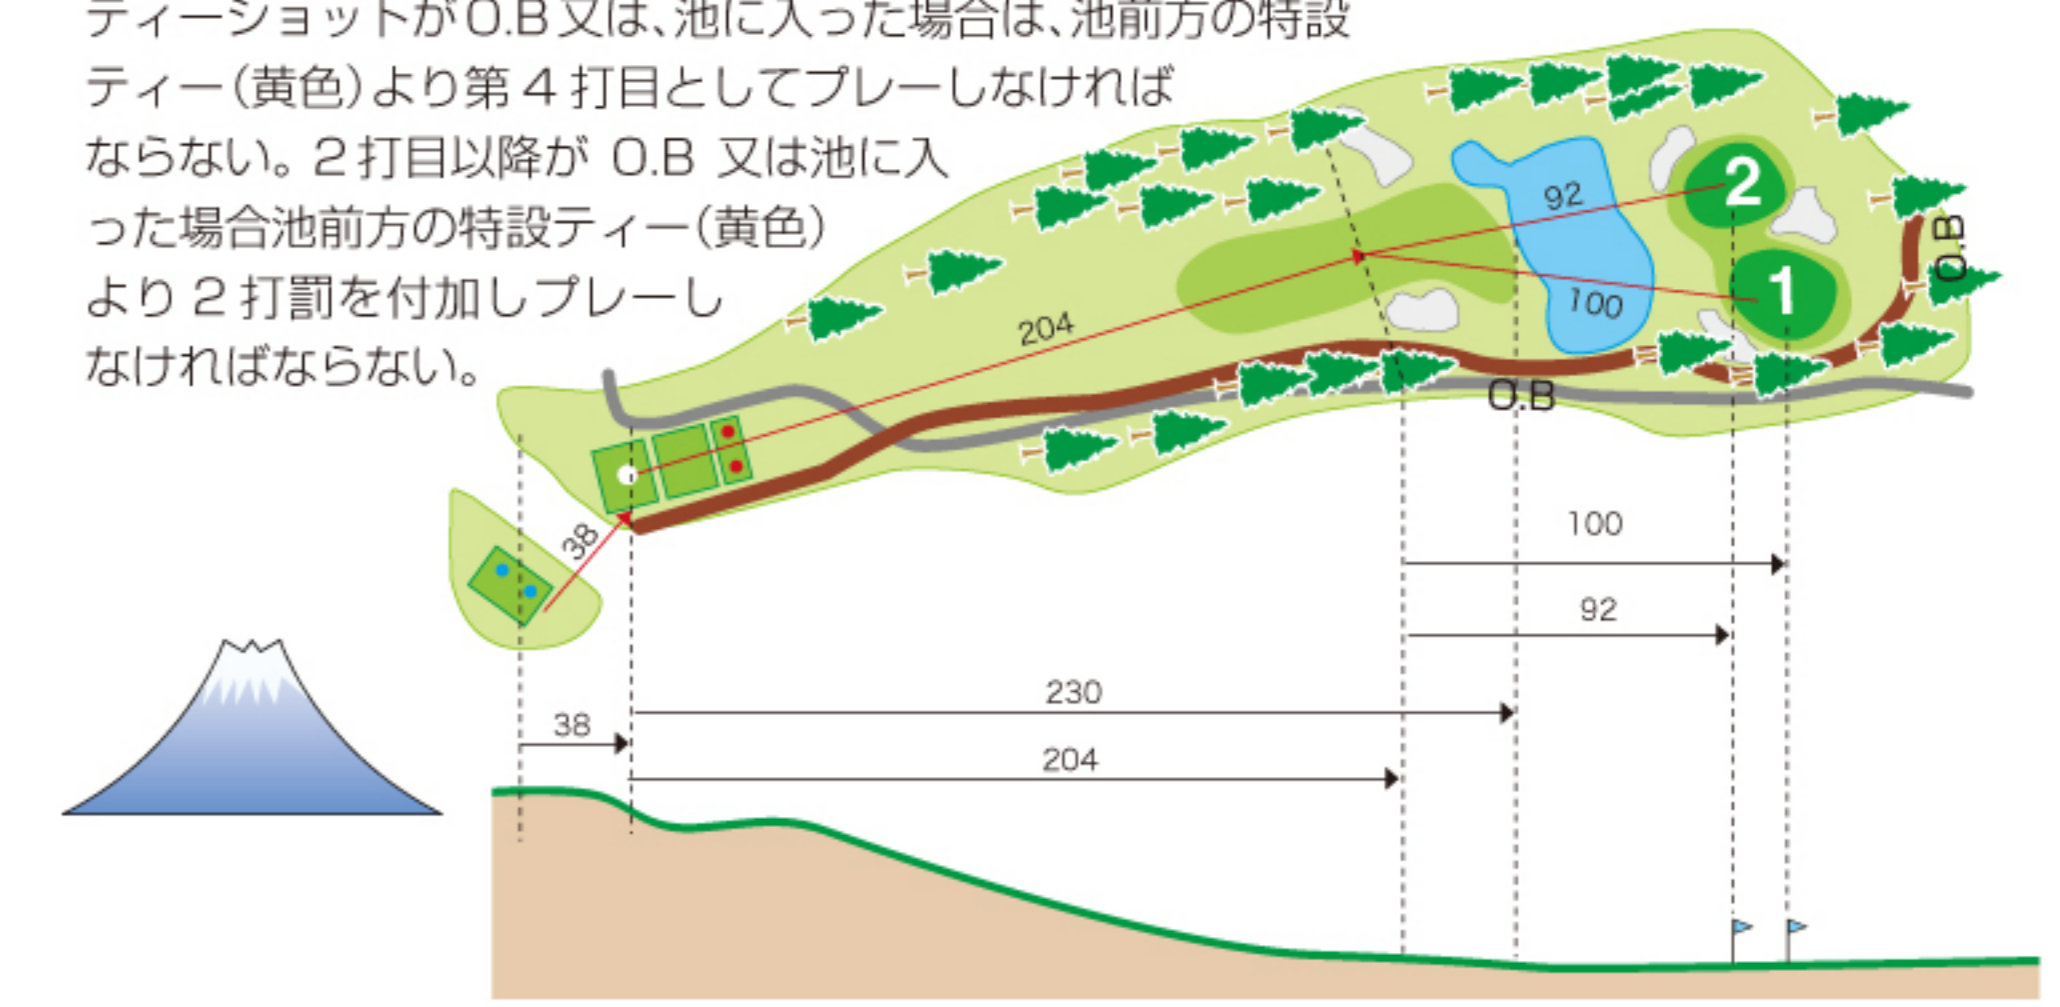 ティーショットがO.B又は、池に入った場合は、池前方の特設
ティー（黄色）より第４打目としてプレーしなければ
ならない。２打目以降が O.B 又は池に入
った場合池前方の特設ティー（黄色）
より２打罰を付加しプレーし
なければならない。
2
92
O.B
1
100
204
O.B
38
100
92
230
38
204